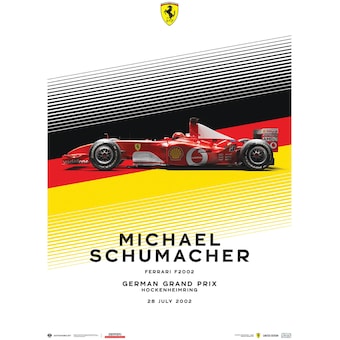 MICHAEL
SCHUMACHER
FERRARI F2002
GERMAN GRAND PRIX
HOCKENHEIMRING
28 JULY 2002